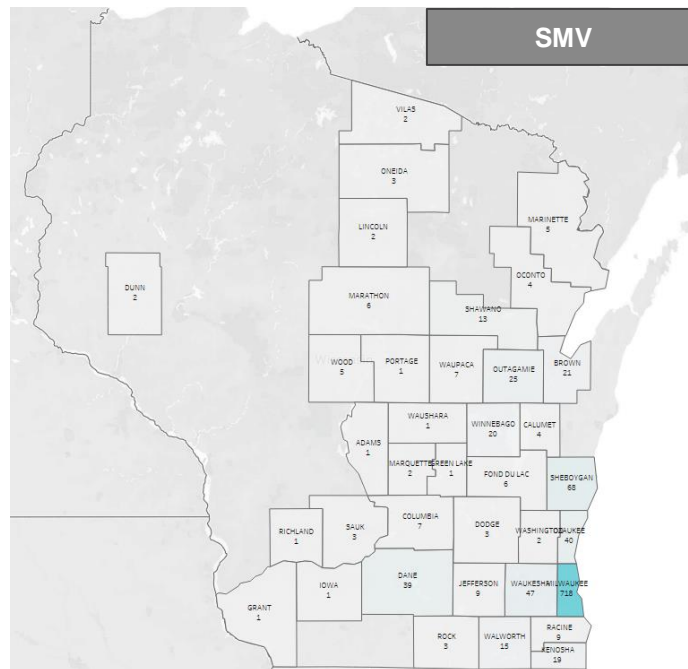 SMV
VILAS
2
ONEIDA
3
LINCOLN
2
MARINETTE
5
OCONTO
4
DUNN
2
MARATHON
6
SHAWANO
13
WOOD
5
PORTAGE
1
WAUPACA
7
OUTAGAMIE
25
BROWN
21
ADAMS
1
WAUSHARA
1
WINNEBAGO
20
CALUMET
4
MARQUETTE
2
GREEN LAKE
1
FOND DU LAC
6
SHEBOYGAN
68
RICHLAND
1
SAUK
3
COLUMBIA
7
DODGE
3
WASHINGTON
2
AUKEE
40
GRANT
1
IOWA
1
DANE
39
JEFFERSON
9
WAUKESHA
47
MILWAUKEE
718
ROCK
3
WALWORTH
15
RACINE
9
KENOSHA
19